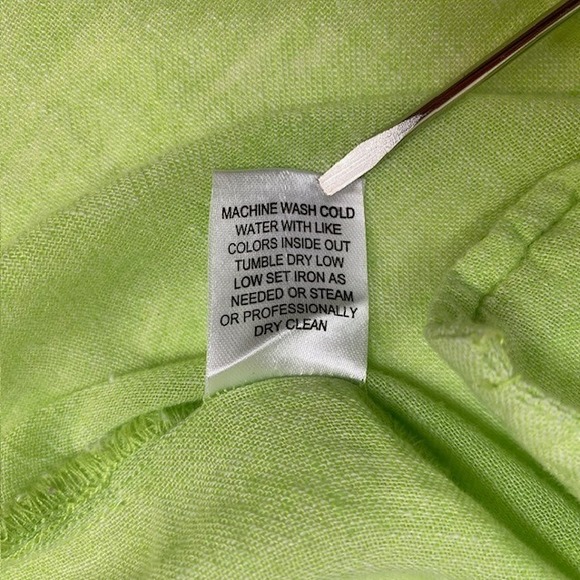 MACHINE WASH COLD
WATER WITH LIKE
COLORS INSIDE OUT
TUMBLE DRY LOW
LOW SET IRON AS
NEEDED OR STEAM
OR PROFESSIONALLY
DRY CLEAN